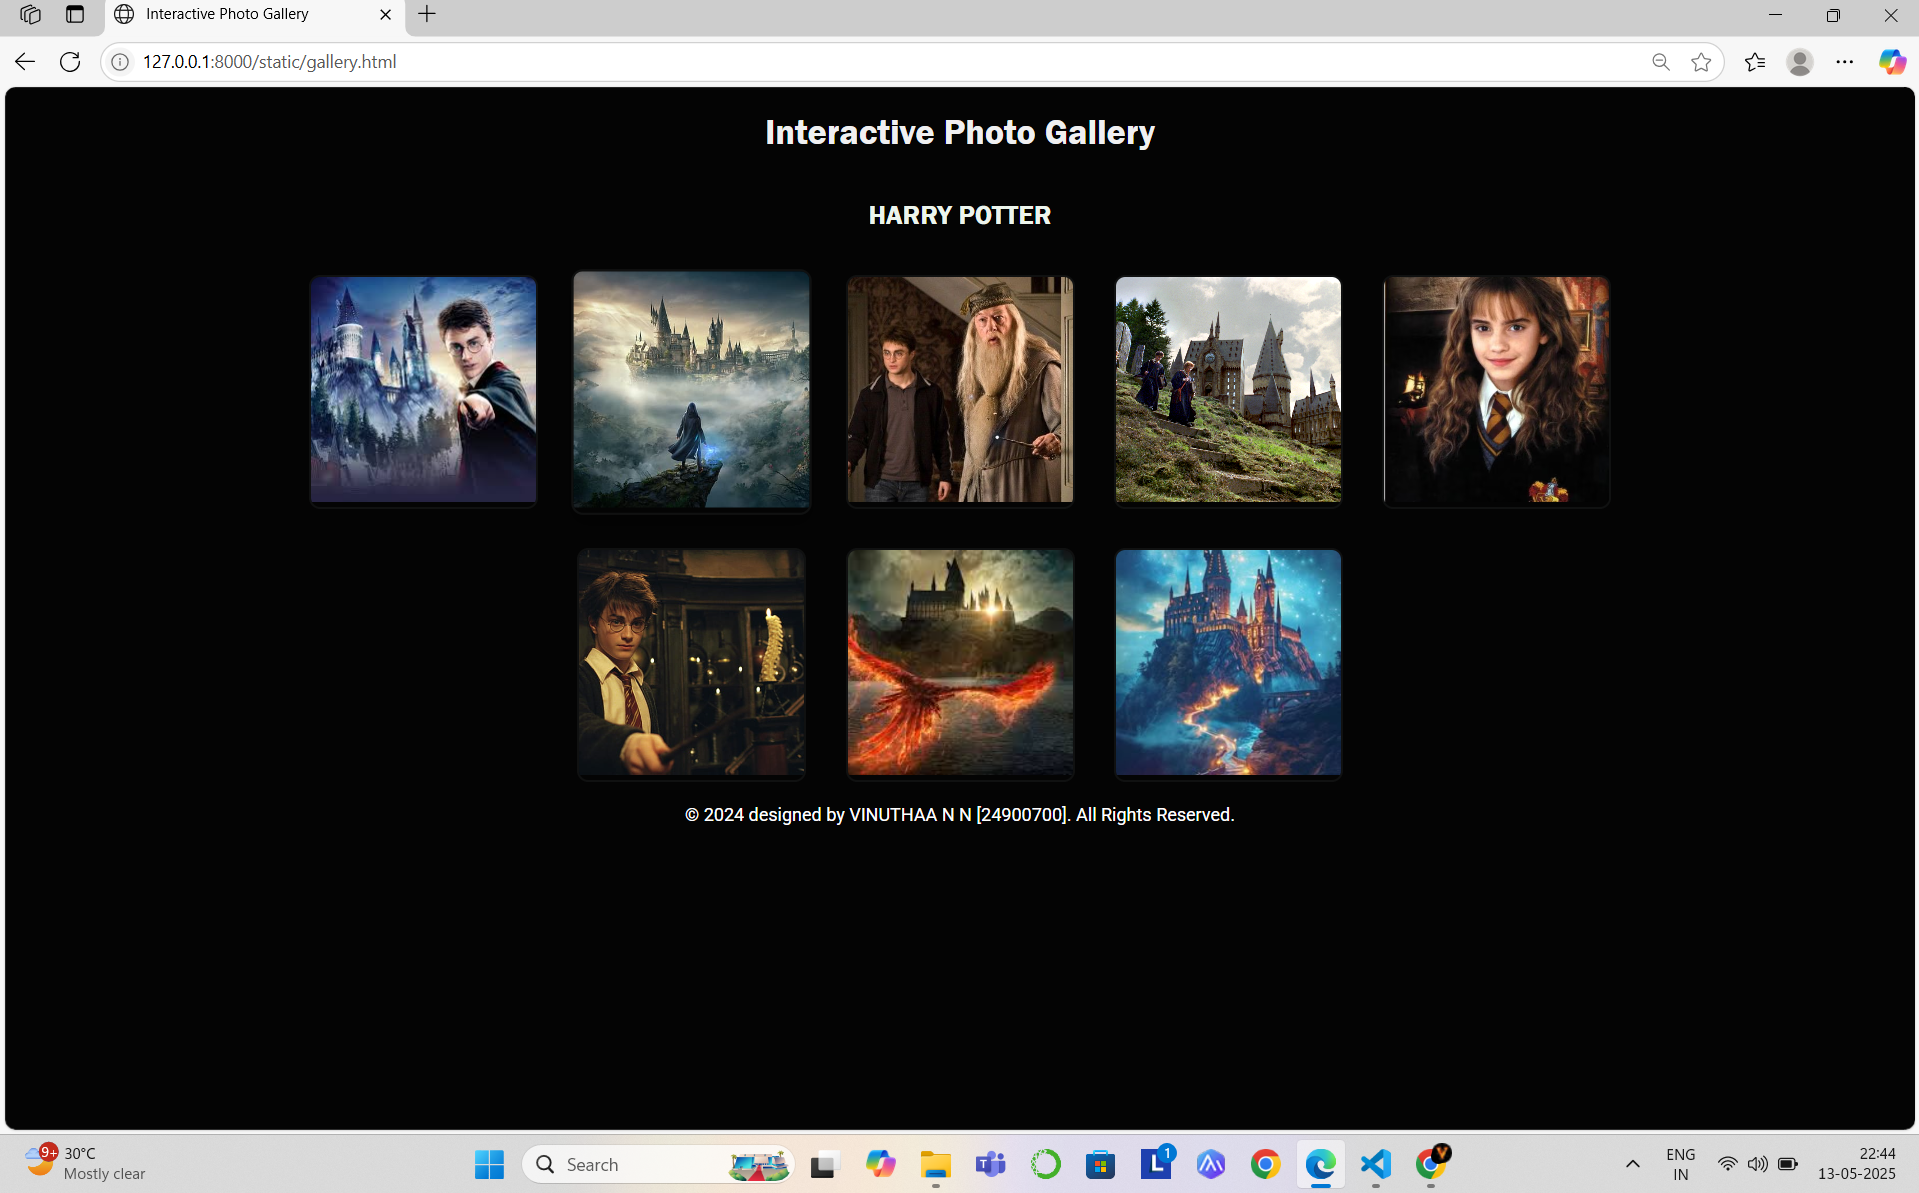 Interactive Photo Gallery
127.0.0.1:8000/static/gallery.html
Interactive Photo Gallery
HARRY POTTER
© 2024 designed by VINUTHAA N N [24900700]. All Rights Reserved.
9+
30°C
Mostly clear
Search
T
L
1
V
ENG
IN
22:44
13-05-2025